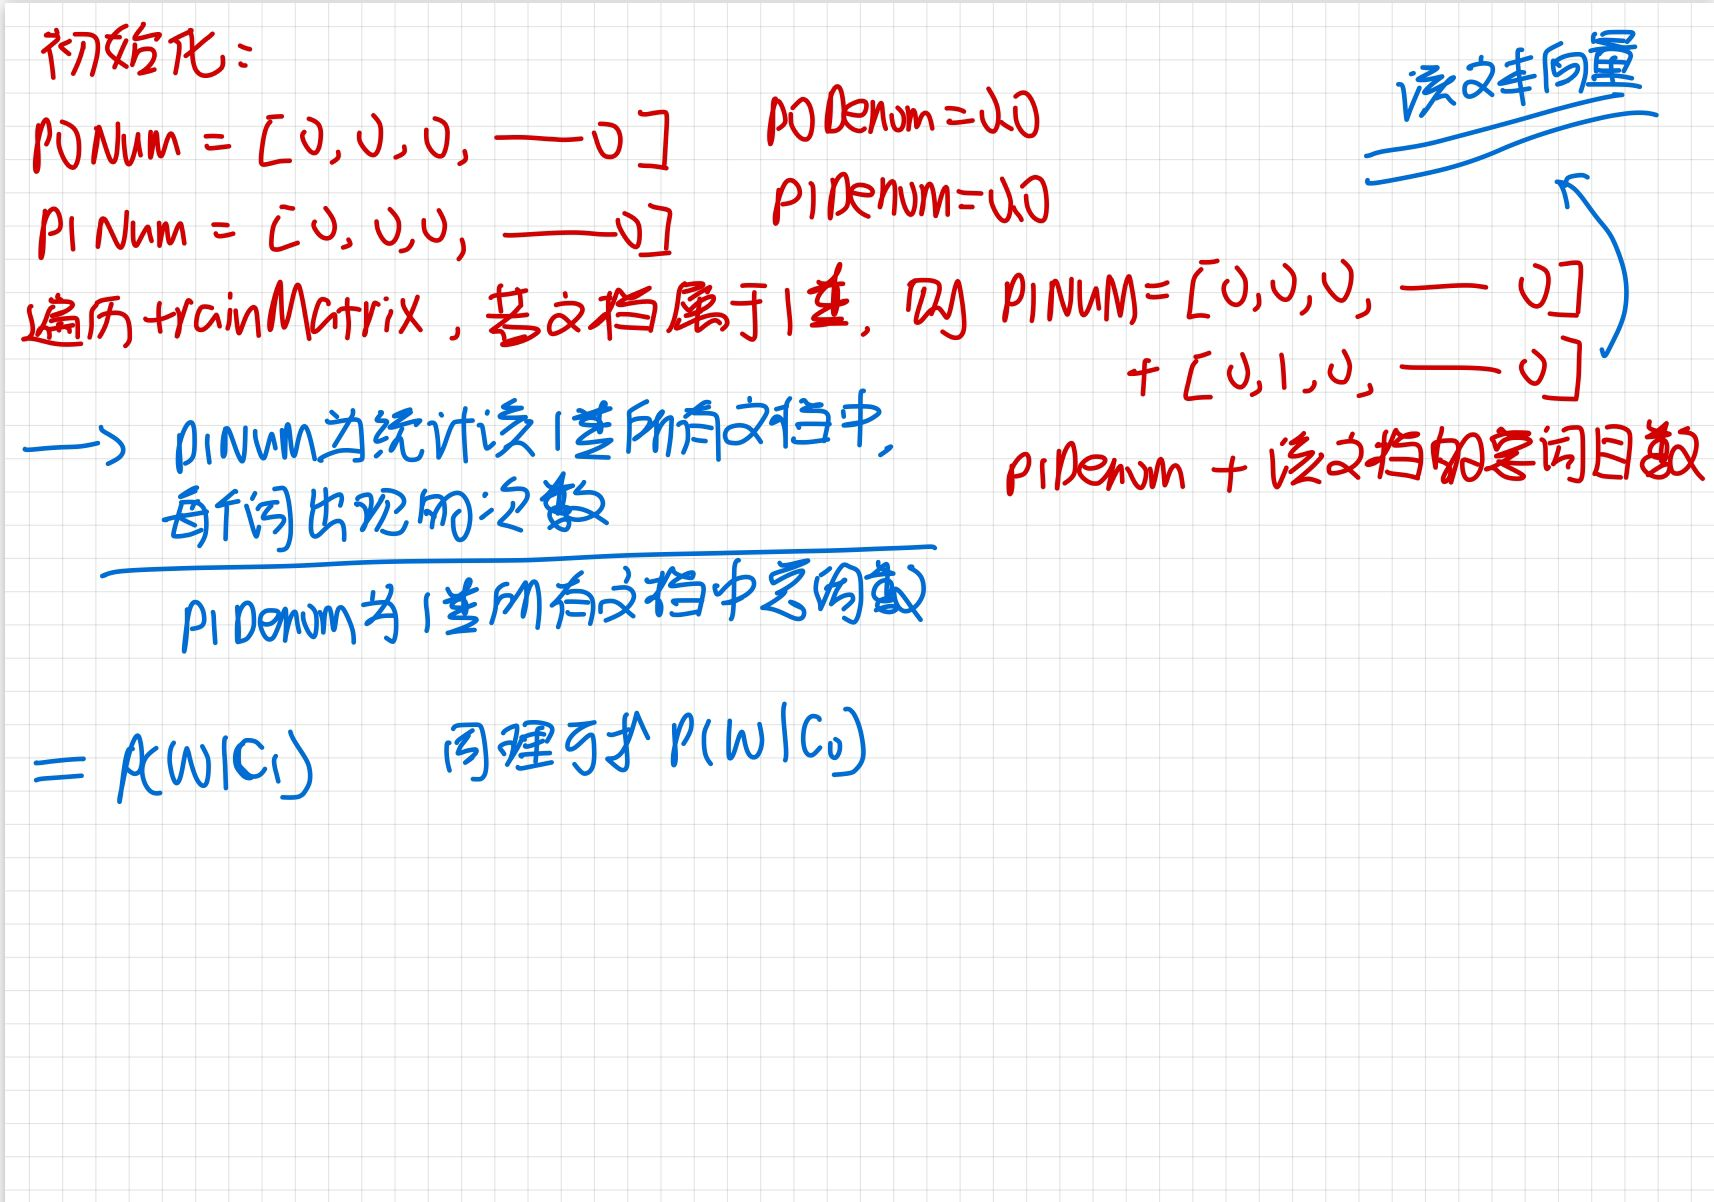 初始化:
P0Num = [0,0,0, —— 0]
P0Denom = 0.0
该文本向量
P1Num = [0,0,0, —— 0]
P1Denom = 0.0
遍历trainMatrix,若文档属于1类,则 P1NUM = [0,0,0, —— 0]
+ [0,1,0, —— 0]
P1Denom + 该文档的总词目数
→ P1Num为统计该1类所有文档中,
每个词出现的次数
P1Denom为1类所有文档中总词数
= P(W|C1) 同理可求 P(W|C0)